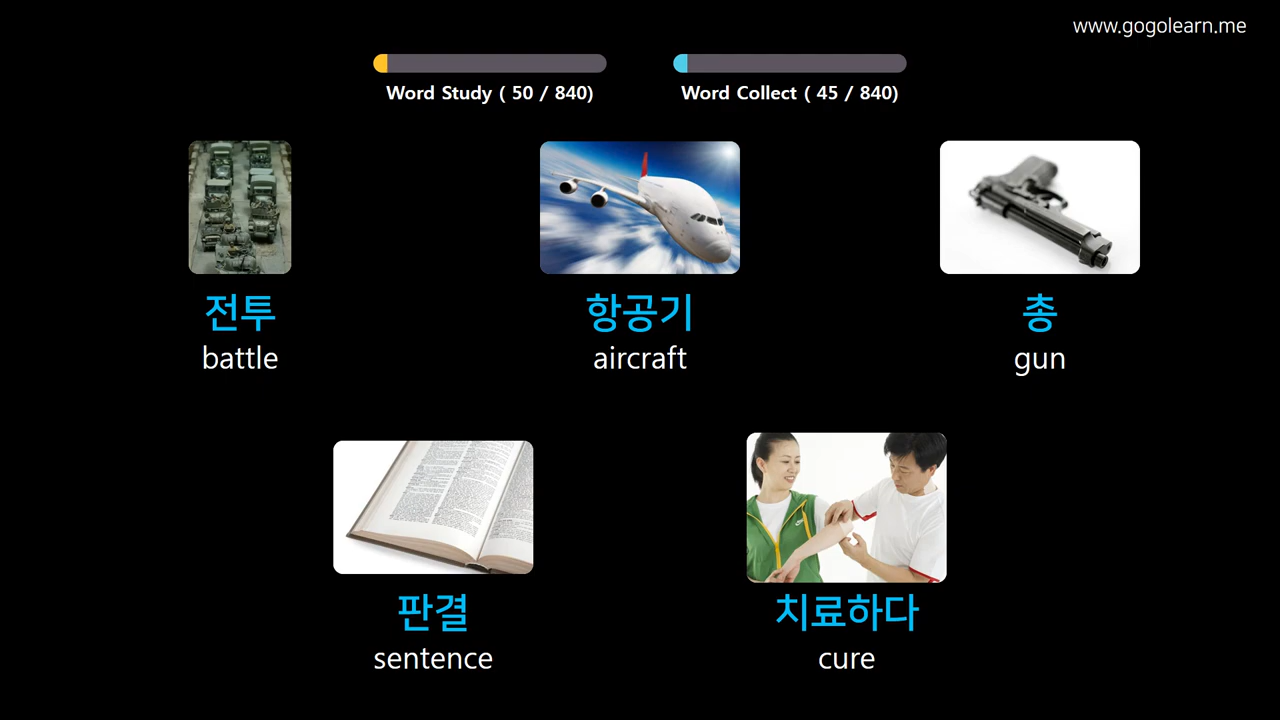 www.gogolearn.me
Word Study ( 50 / 840)
Word Collect ( 45 / 840)
전투
battle
항공기
aircraft
총
gun
판결
sentence
치료하다
cure